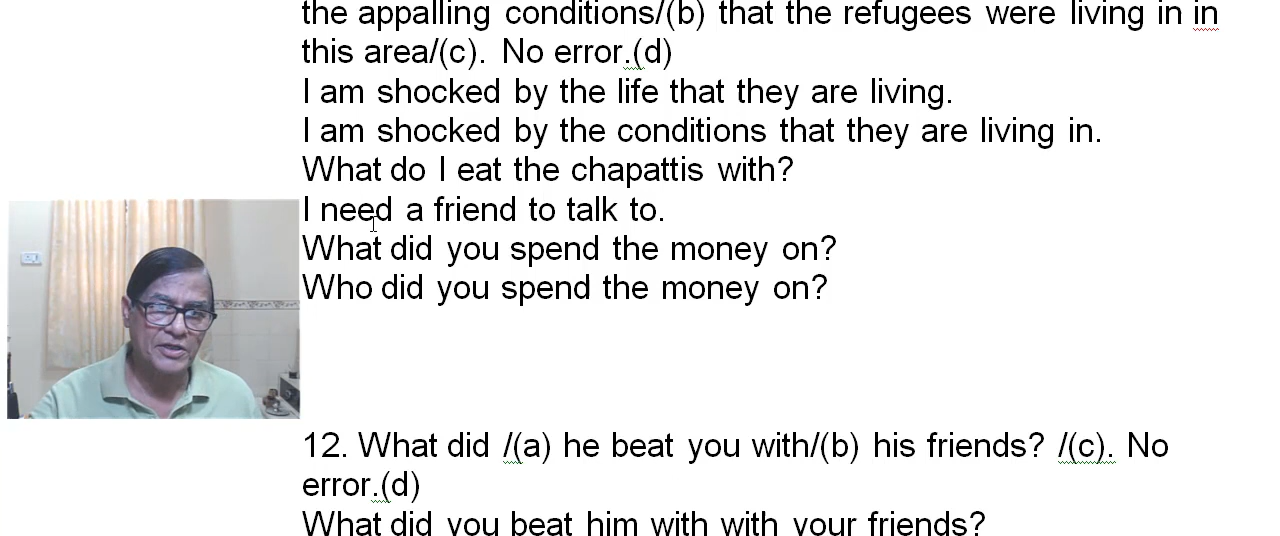 the appalling conditions/(b) that the refugees were living in in
this area/(c). No error.(d)
I am shocked by the life that they are living.
I am shocked by the conditions that they are living in.
What do I eat the chapattis with?
I need a friend to talk to.
What did you spend the money on?
Who did you spend the money on?
12. What did /(a) he beat you with/(b) his friends? /(c). No
error.(d)
What did you beat him with with your friends?